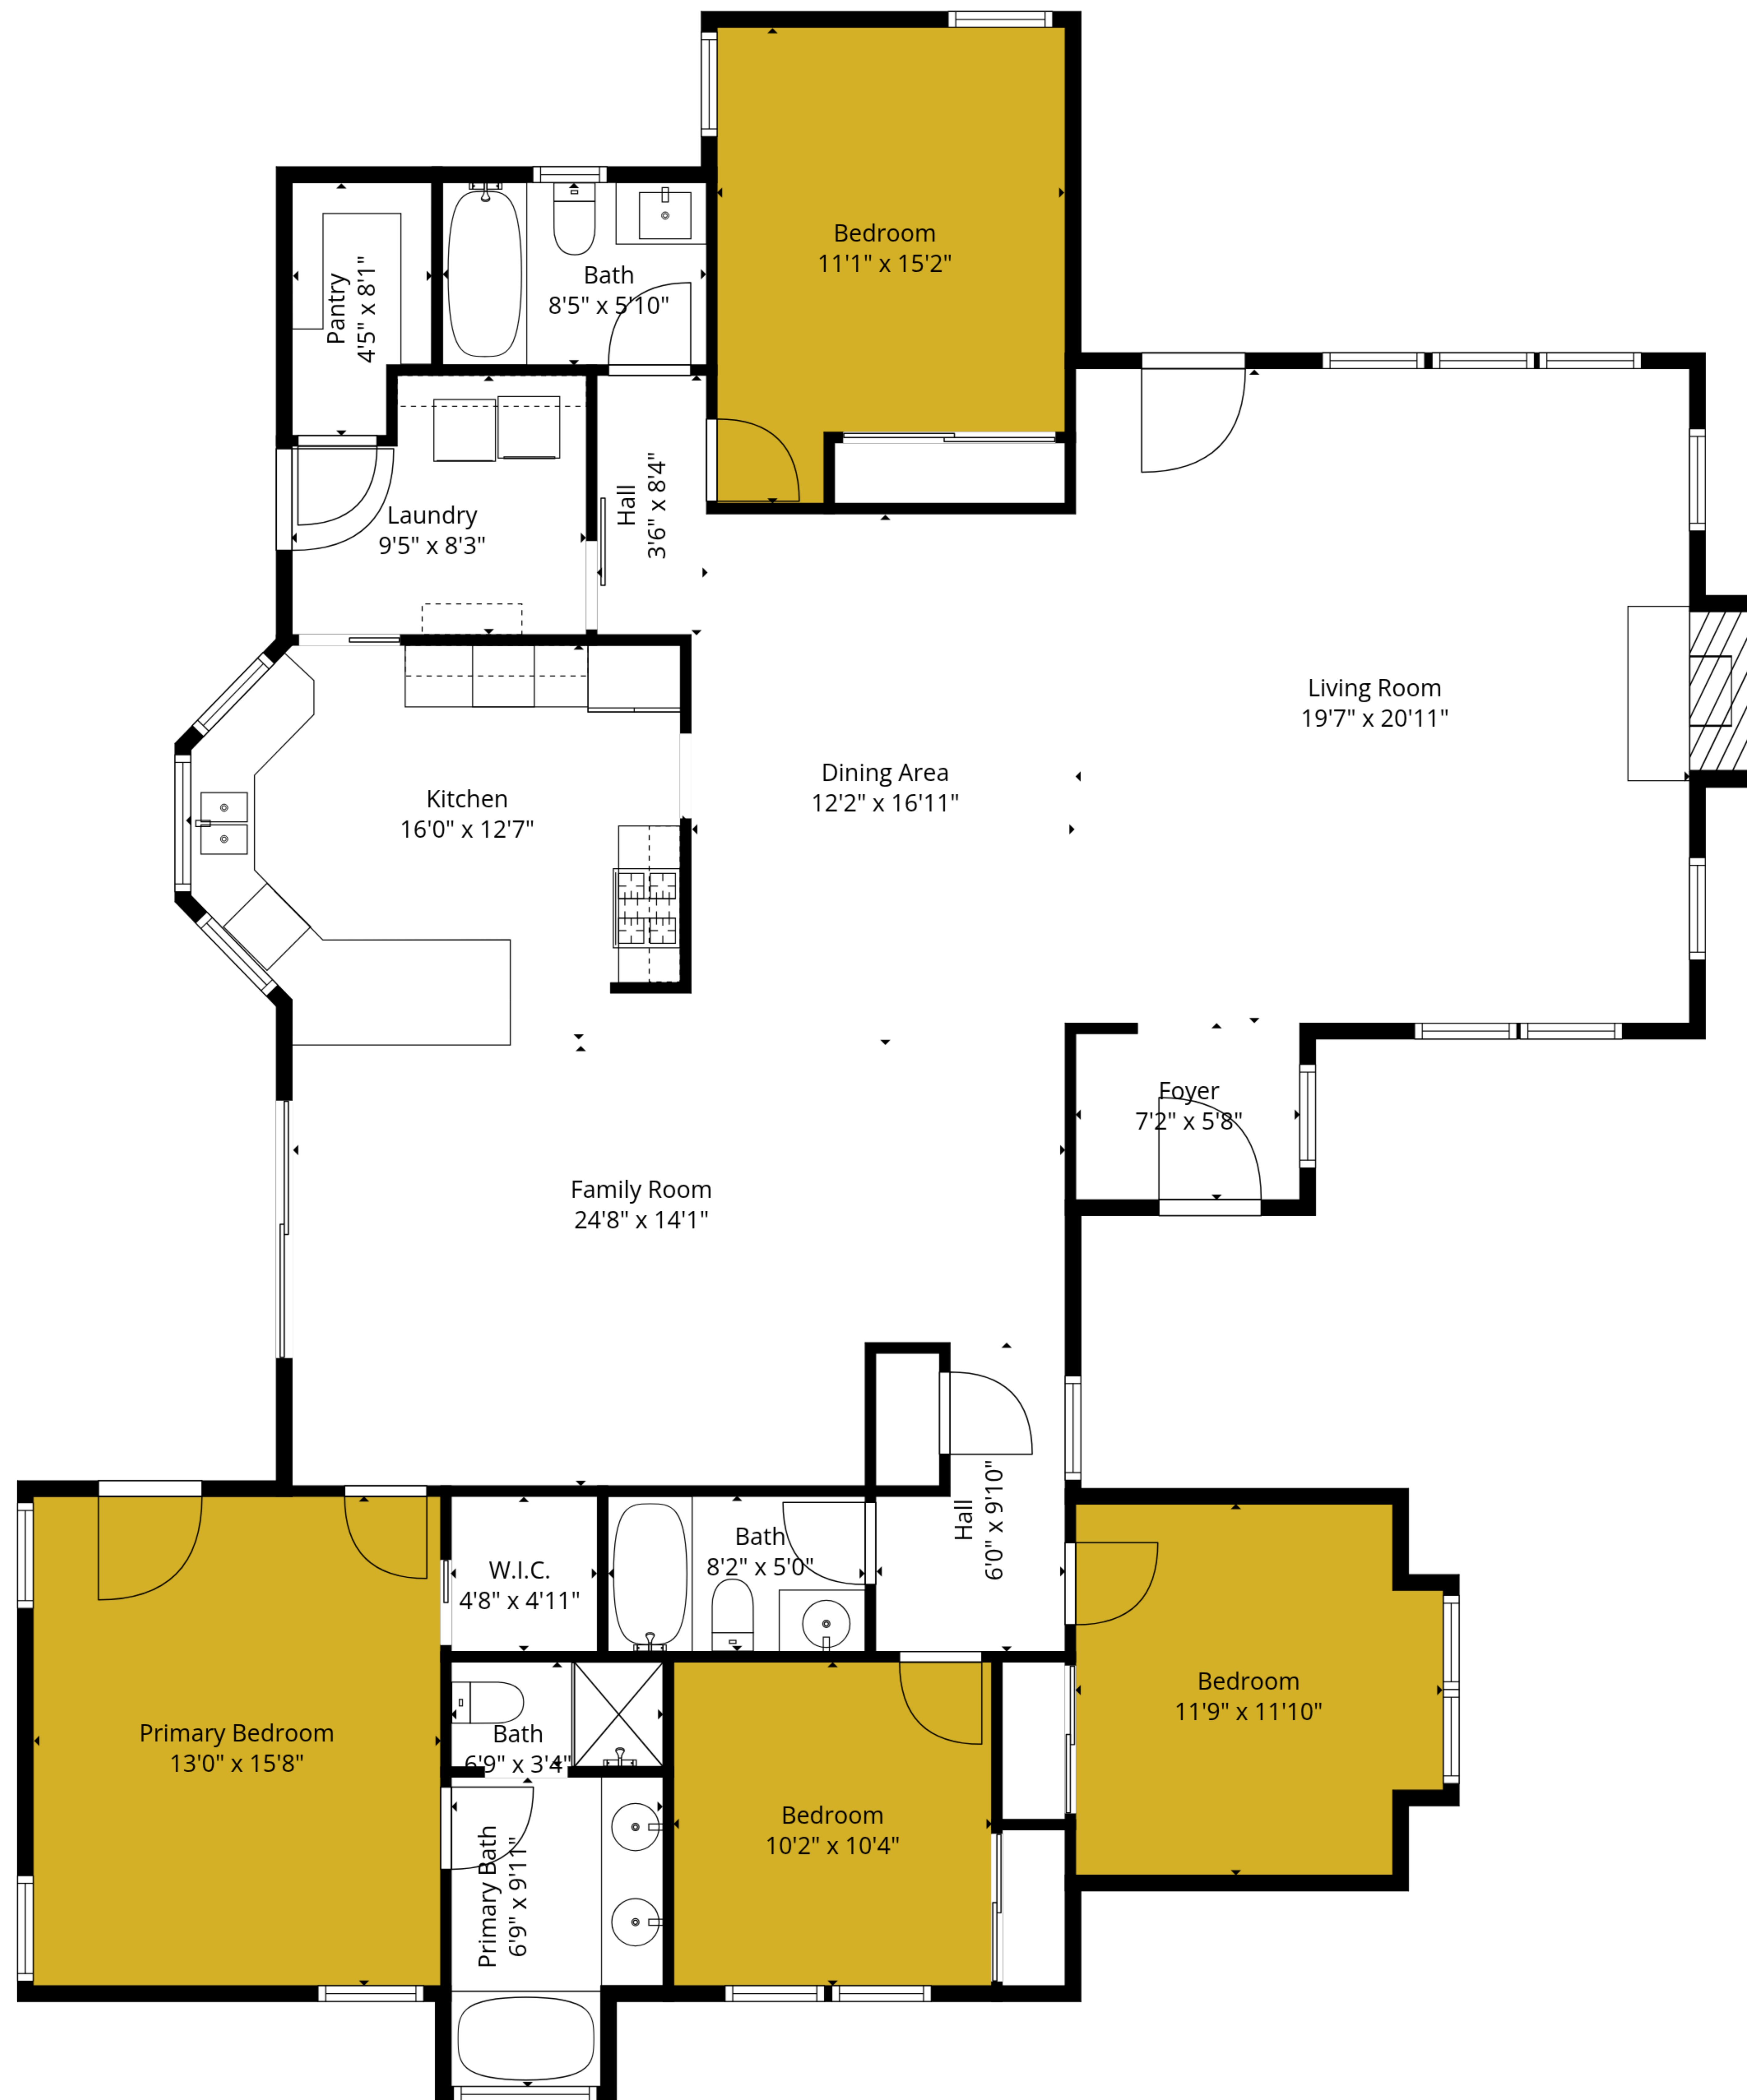 Bedroom
11'1" x 15'2"
Bath
8'5" x 5'10"
Pantry
4'5" x 8'1"
Hall
3'6" x 8'4"
Laundry
9'5" x 8'3"
Living Room
19'7" x 20'11"
Dining Area
12'2" x 16'11"
Kitchen
16'0" x 12'7"
Foyer
7'2" x 5'8"
Family Room
24'8" x 14'1"
Hall
6'0" x 9'10"
Bath
8'2" x 5'0"
W.I.C.
4'8" x 4'11"
Bedroom
11'9" x 11'10"
Primary Bedroom
13'0" x 15'8"
Bath
6'9" x 3'4"
Bedroom
10'2" x 10'4"
Primary Bath
6'9" x 9'11"